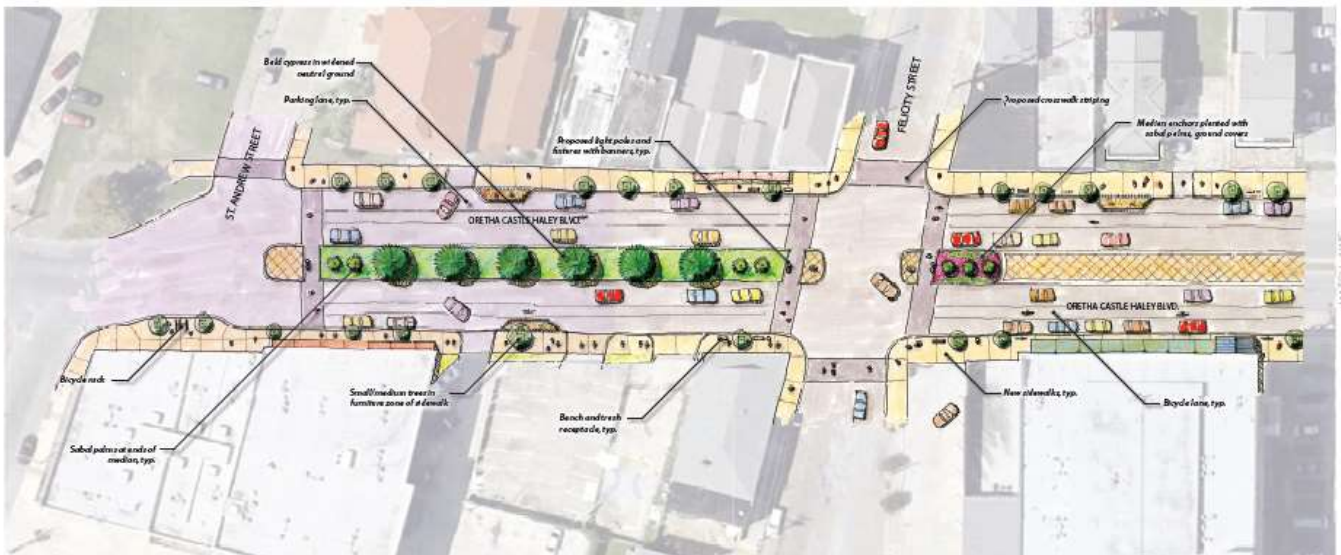 Bald cypress in widened
neutral ground
Parking lane, typ.
ST. ANDREW STREET
Proposed light poles and
fixtures with banners, typ.
FELICITY STREET
Proposed crosswalk striping
Median anchors planted with
sabal palms, ground covers
ORETHA CASTLE HALEY BLVD.
ORETHA CASTLE HALEY BLVD.
Bicycle rack
Small/medium trees in
furniture zone of sidewalk
Bench and trash
receptacle, typ.
New sidewalks, typ.
Bicycle lane, typ.
Sabal palms at ends of
median, typ.